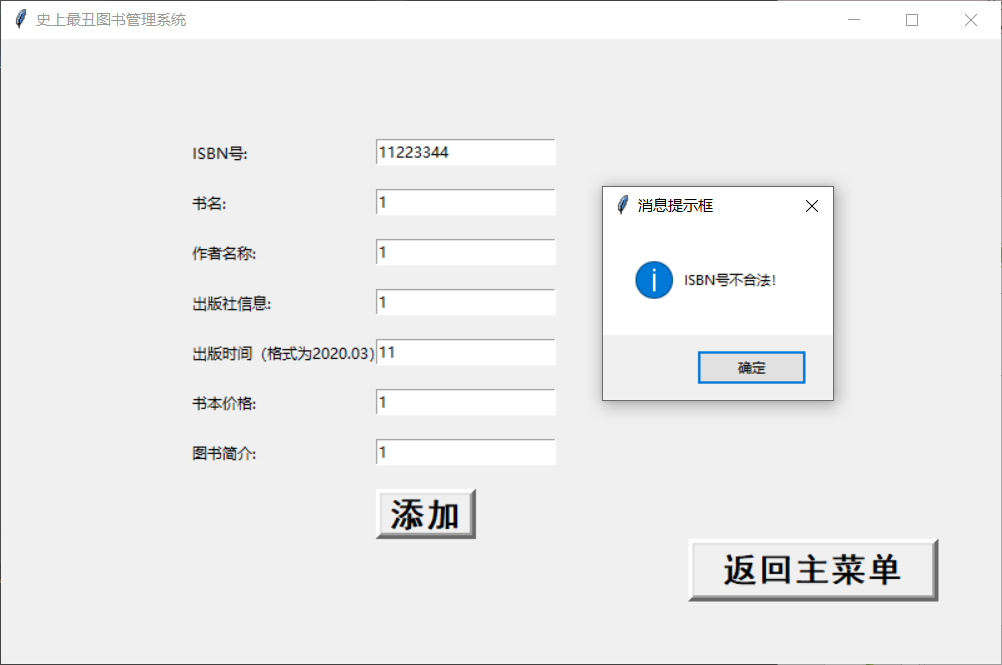 史上最丑图书管理系统
ISBN号:
11223344
书名:
1
作者名称:
1
出版社信息:
1
出版时间（格式为2020.03）
11
书本价格:
1
图书简介:
1
添加
返回主菜单
消息提示框
ISBN号不合法!
确定